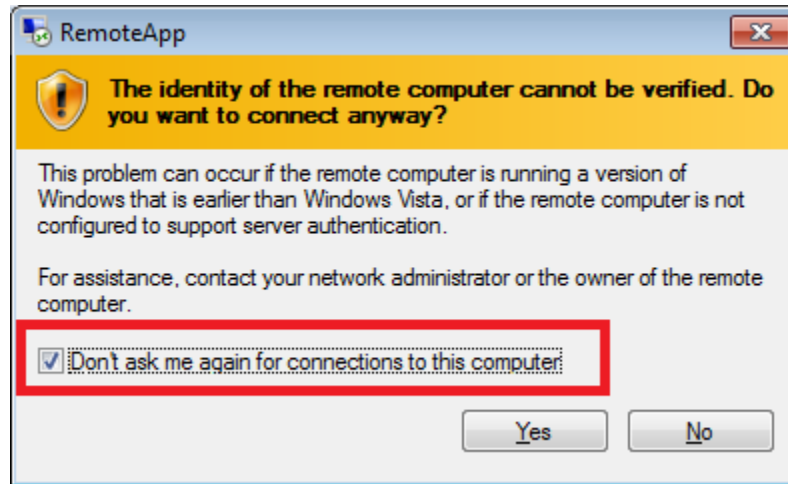 RemoteApp
The identity of the remote computer cannot be verified. Do
you want to connect anyway?
This problem can occur if the remote computer is running a version of
Windows that is earlier than Windows Vista, or if the remote computer is not
configured to support server authentication.
For assistance, contact your network administrator or the owner of the remote
computer.
Don't ask me again for connections to this computer
Yes
No